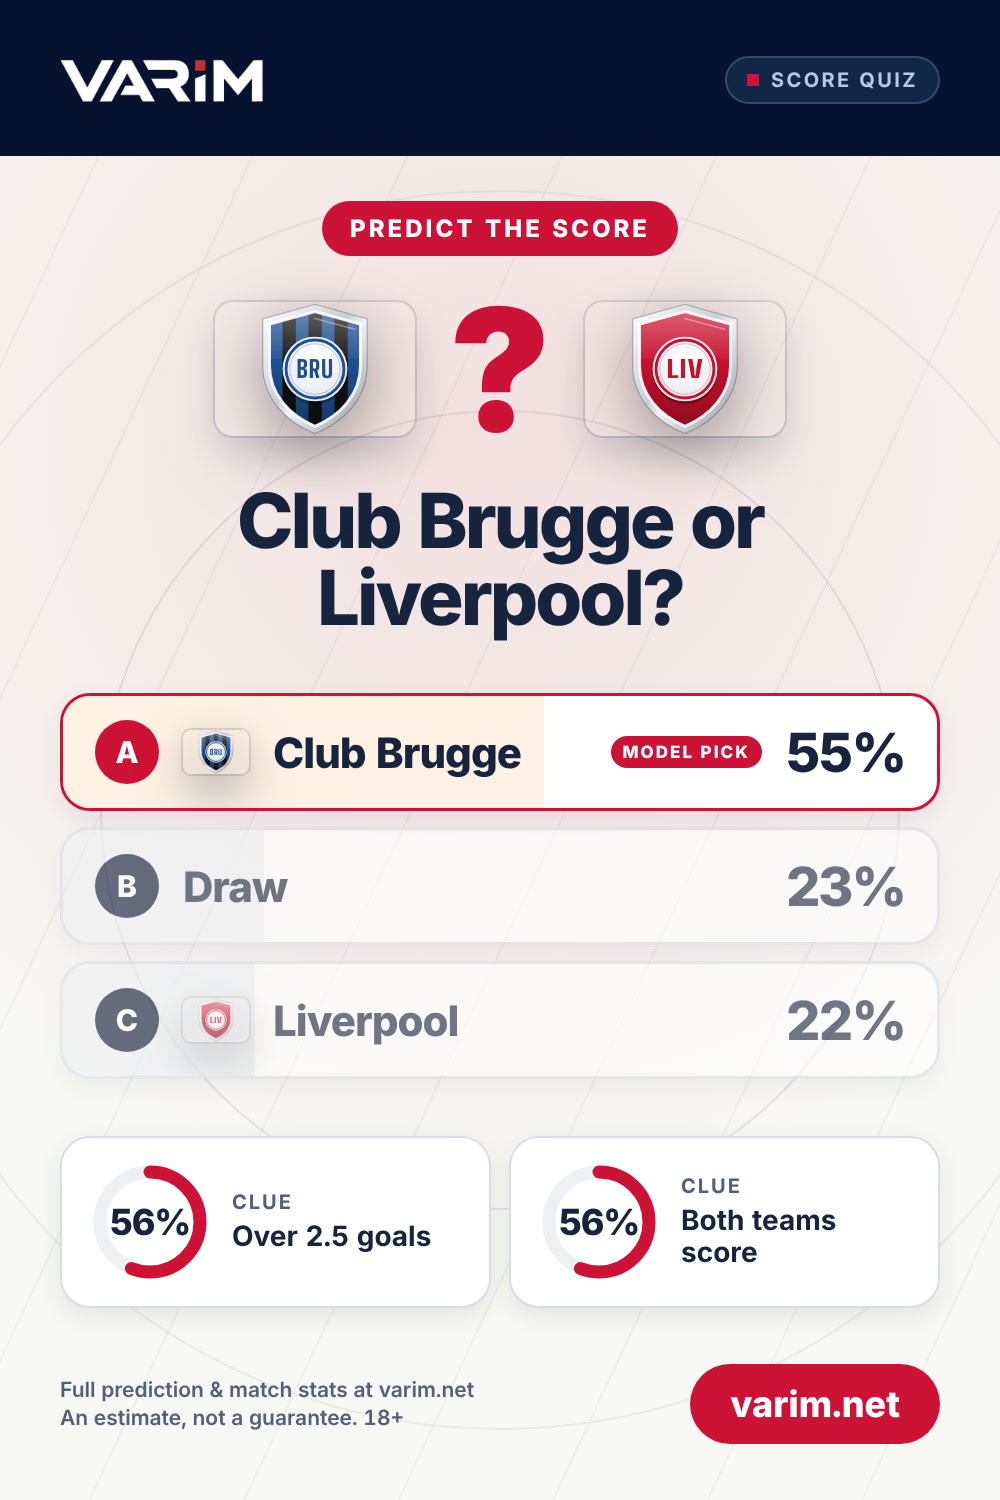 VARIM
SCORE QUIZ
PREDICT THE SCORE
BRU
?
LIV
Club Brugge or
Liverpool?
A
BRU
Club Brugge
MODEL PICK
55%
B
Draw
23%
C
LIV
Liverpool
22%
56%
CLUE
Over 2.5 goals
56%
CLUE
Both teams
score
Full prediction & match stats at varim.net
An estimate, not a guarantee. 18+
varim.net